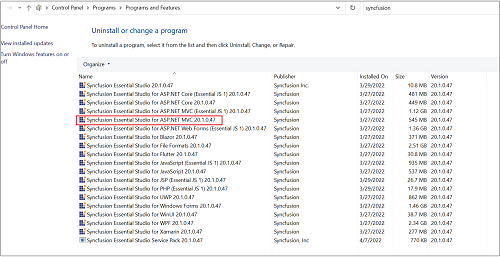 Control Panel > Programs > Programs and Features
syncfusion
Control Panel Home
View installed updates
Turn Windows features on or off
Uninstall or change a program
To uninstall a program, select it from the list and then click Uninstall, Change, or Repair.
Organize
Name Publisher Installed On Size Version
Syncfusion Essential Studio 20.1.0.47 Syncfusion Inc. 3/29/2022 10.8 MB 20.1.0.47
Syncfusion Essential Studio for ASP.NET Core (Essential JS 1) 20.1.0.47 Syncfusion 3/27/2022 481 MB 20.1.0.47
Syncfusion Essential Studio for ASP.NET Core 20.1.0.47 Syncfusion 3/27/2022 449 MB 20.1.0.47
Syncfusion Essential Studio for ASP.NET MVC (Essential JS 1) 20.1.0.47 Syncfusion 3/27/2022 1.12 GB 20.1.0.47
Syncfusion Essential Studio for ASP.NET MVC 20.1.0.47 Syncfusion 3/27/2022 545 MB 20.1.0.47
Syncfusion Essential Studio for ASP.NET Web Forms (Essential JS 1) 20.1.0.47 Syncfusion 3/27/2022 1.36 GB 20.1.0.47
Syncfusion Essential Studio for Blazor 20.1.0.47 Syncfusion 3/27/2022 371 MB 20.1.0.47
Syncfusion Essential Studio for File Formats 20.1.0.47 Syncfusion 3/27/2022 2.51 GB 20.1.0.47
Syncfusion Essential Studio for Flutter 20.1.0.47 Syncfusion 3/27/2022 30.8 MB 20.1.0.47
Syncfusion Essential Studio for JavaScript (Essential JS 1) 20.1.0.47 Syncfusion 3/27/2022 935 MB 20.1.0.47
Syncfusion Essential Studio for JavaScript 20.1.0.47 Syncfusion 3/27/2022 537 MB 20.1.0.47
Syncfusion Essential Studio for JSP (Essential JS 1) 20.1.0.47 Syncfusion 3/29/2022 26.7 MB 20.1.0.47
Syncfusion Essential Studio for PHP (Essential JS 1) 20.1.0.47 Syncfusion 3/29/2022 17.9 MB 20.1.0.47
Syncfusion Essential Studio for UWP 20.1.0.47 Syncfusion 3/27/2022 862 MB 20.1.0.47
Syncfusion Essential Studio for Windows Forms 20.1.0.47 Syncfusion 3/27/2022 1.46 GB 20.1.0.47
Syncfusion Essential Studio for WinUI 20.1.0.47 Syncfusion 3/27/2022 38.7 MB 20.1.0.47
Syncfusion Essential Studio for WPF 20.1.0.47 Syncfusion 3/27/2022 2.34 GB 20.1.0.47
Syncfusion Essential Studio for Xamarin 20.1.0.47 Syncfusion 3/27/2022 277 MB 20.1.0.47
Syncfusion Essential Studio Service Pack 20.1.0.47 Syncfusion, Inc 4/7/2022 770 KB 20.1.0.47